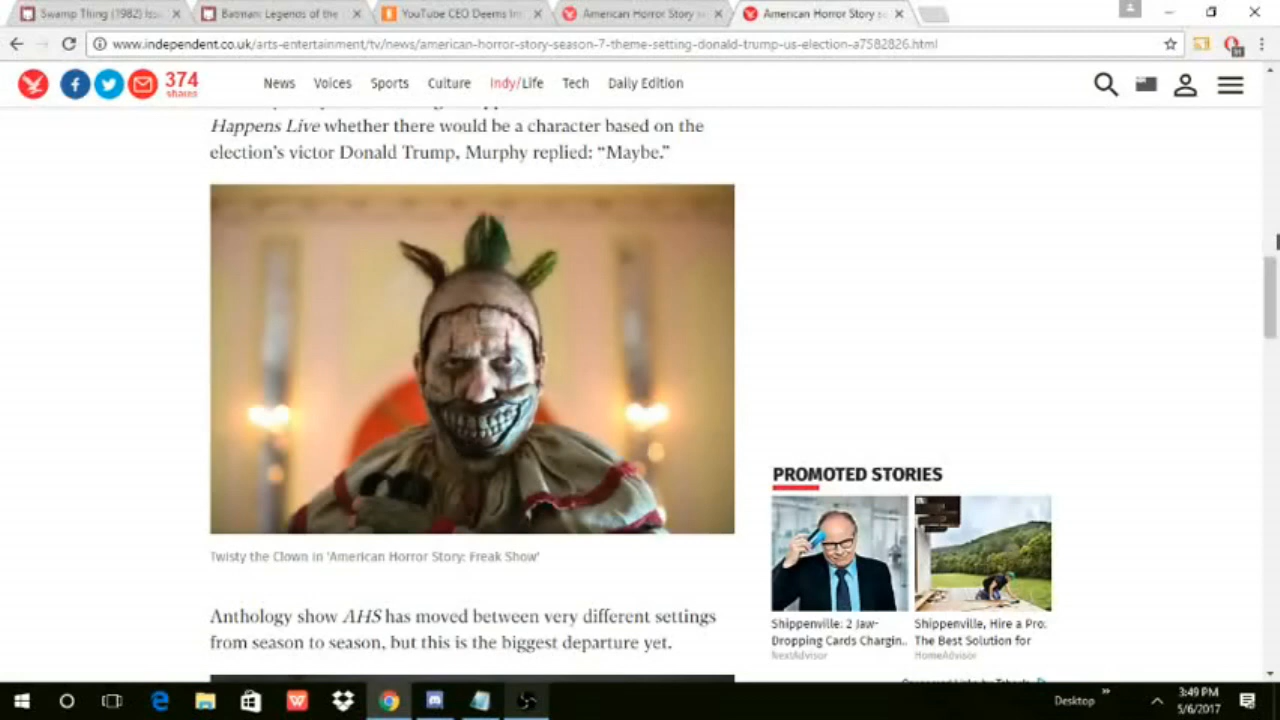 Swamp Thing (1982) Iss
Batman: Legends of the
YouTube CEO Deems In
American Horror Story s
American Horror Story s
www.independent.co.uk/arts-entertainment/tv/news/american-horror-story-season-7-theme-setting-donald-trump-us-election-a7582826.html
374
shares
News
Voices
Sports
Culture
Indy/Life
Tech
Daily Edition
Happens Live whether there would be a character based on the
election's victor Donald Trump, Murphy replied: “Maybe.”
Twisty the Clown in 'American Horror Story: Freak Show'
Anthology show AHS has moved between very different settings
from season to season, but this is the biggest departure yet.
PROMOTED STORIES
Shippenville: 2 Jaw-
Dropping Cards Chargin..
NextAdvisor
Shippenville, Hire a Pro:
The Best Solution for
HomeAdvisor
Desktop
3:49 PM
5/6/2017